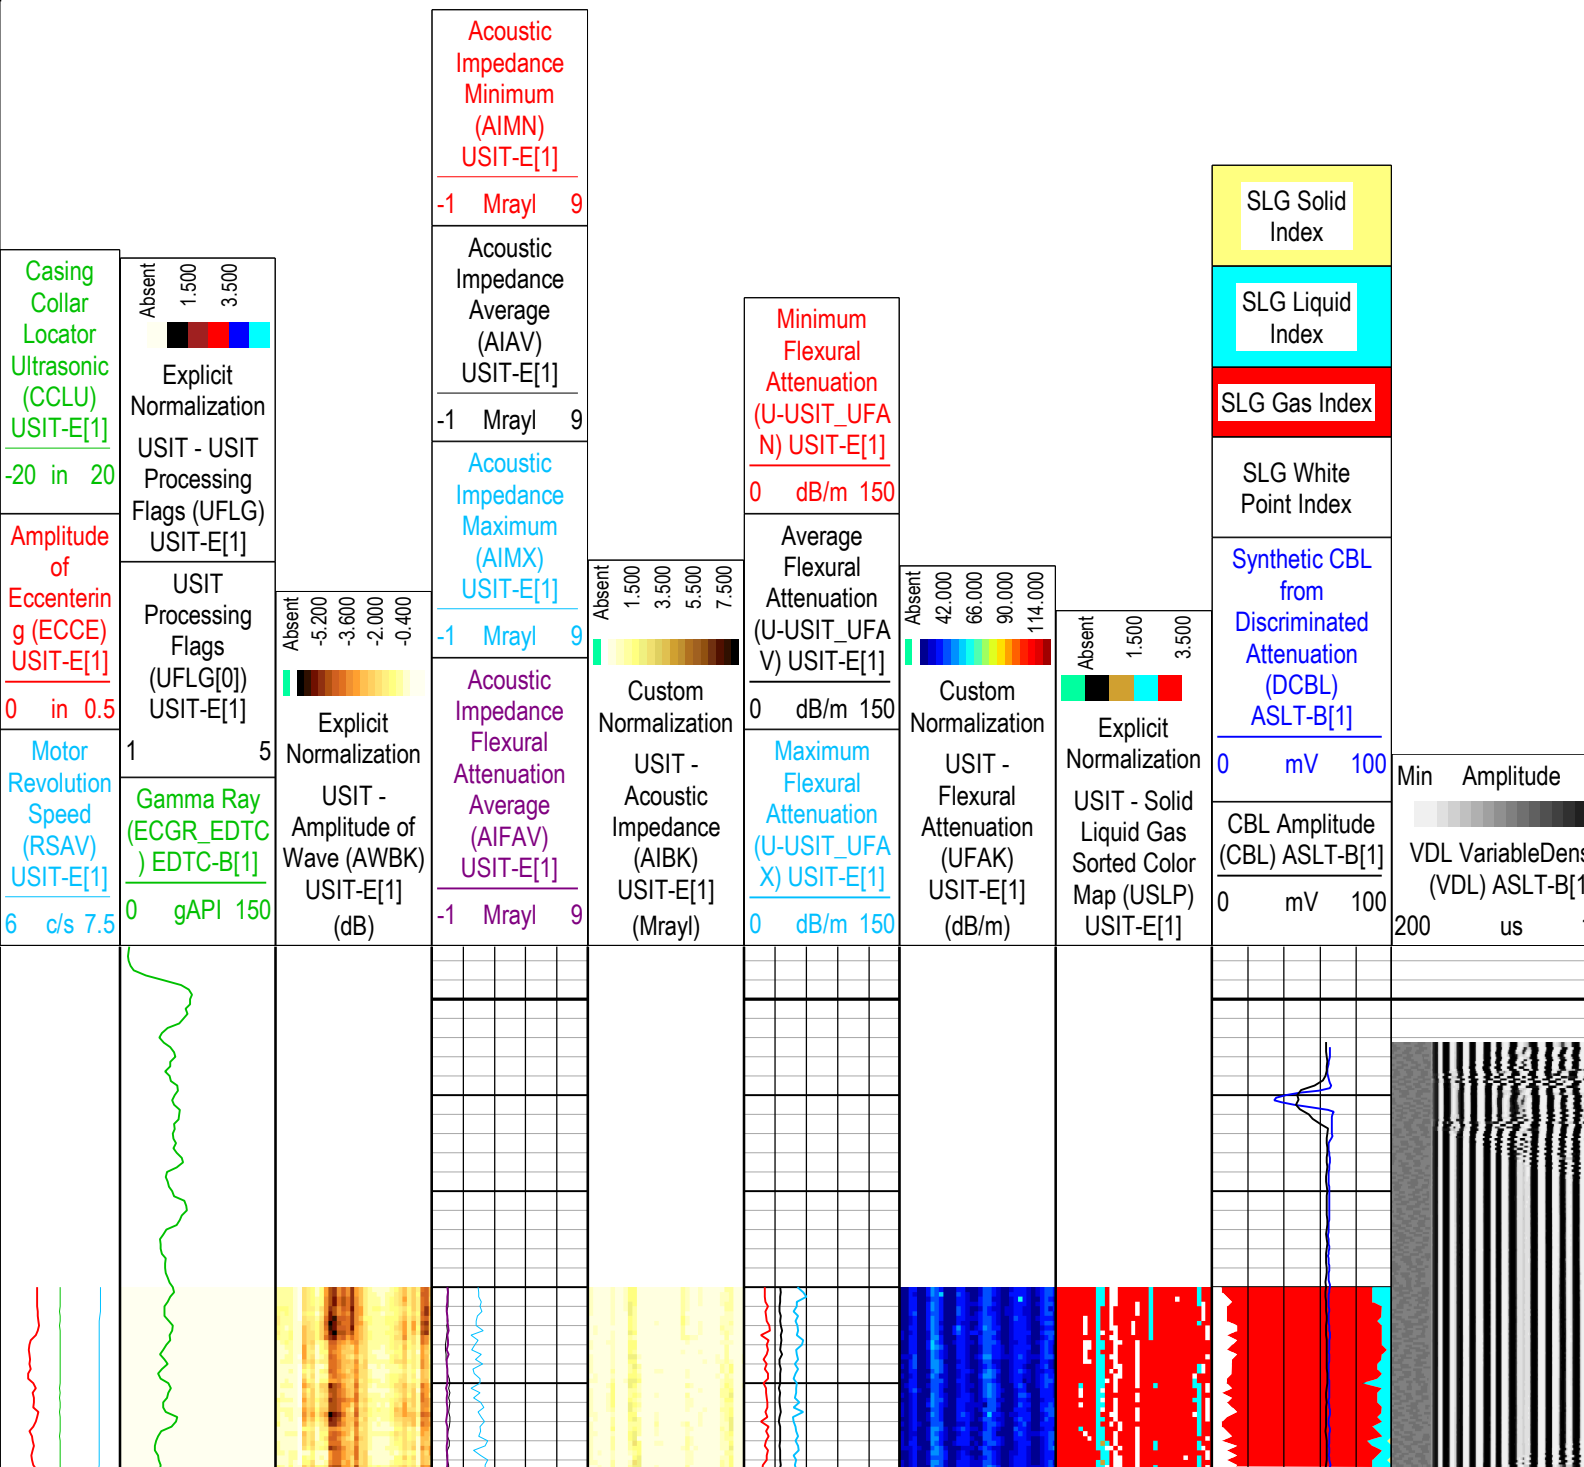 Casing
Collar
Locator
Ultrasonic
(CCLU)
USIT-E[1]
-20 in 20
Amplitude
of
Eccenterin
g (ECCE)
USIT-E[1]
0 in 0.5
Motor
Revolution
Speed
(RSAV)
USIT-E[1]
6 c/s 7.5
Absent
1.500
3.500
Explicit
Normalization
USIT - USIT
Processing
Flags (UFLG)
USIT-E[1]
USIT
Processing
Flags
(UFLG[0])
USIT-E[1]
1 5
Gamma Ray
(ECGR_EDTC
) EDTC-B[1]
0 gAPI 150
Absent
-5.200
-3.600
-2.000
-0.400
Explicit
Normalization
USIT -
Amplitude of
Wave (AWBK)
USIT-E[1]
(dB)
Acoustic
Impedance
Minimum
(AIMN)
USIT-E[1]
-1 Mrayl 9
Acoustic
Impedance
Average
(AIAV)
USIT-E[1]
-1 Mrayl 9
Acoustic
Impedance
Maximum
(AIMX)
USIT-E[1]
-1 Mrayl 9
Acoustic
Impedance
Flexural
Attenuation
Average
(AIFAV)
USIT-E[1]
-1 Mrayl 9
Absent
1.500
3.500
5.500
7.500
Custom
Normalization
USIT -
Acoustic
Impedance
(AIBK)
USIT-E[1]
(Mrayl)
Minimum
Flexural
Attenuation
(U-USIT_UFA
N) USIT-E[1]
0 dB/m 150
Average
Flexural
Attenuation
(U-USIT_UFA
V) USIT-E[1]
0 dB/m 150
Maximum
Flexural
Attenuation
(U-USIT_UFA
X) USIT-E[1]
0 dB/m 150
Absent
42.000
66.000
90.000
114.000
Custom
Normalization
USIT -
Flexural
Attenuation
(UFAK)
USIT-E[1]
(dB/m)
Absent
1.500
3.500
Explicit
Normalization
USIT - Solid
Liquid Gas
Sorted Color
Map (USLP)
USIT-E[1]
SLG Solid
Index
SLG Liquid
Index
SLG Gas Index
SLG White
Point Index
Synthetic CBL
from
Discriminated
Attenuation
(DCBL)
ASLT-B[1]
0 mV 100
CBL Amplitude
(CBL) ASLT-B[1]
0 mV 100
Min Amplitude
VDL VariableDens
(VDL) ASLT-B[1
200 us